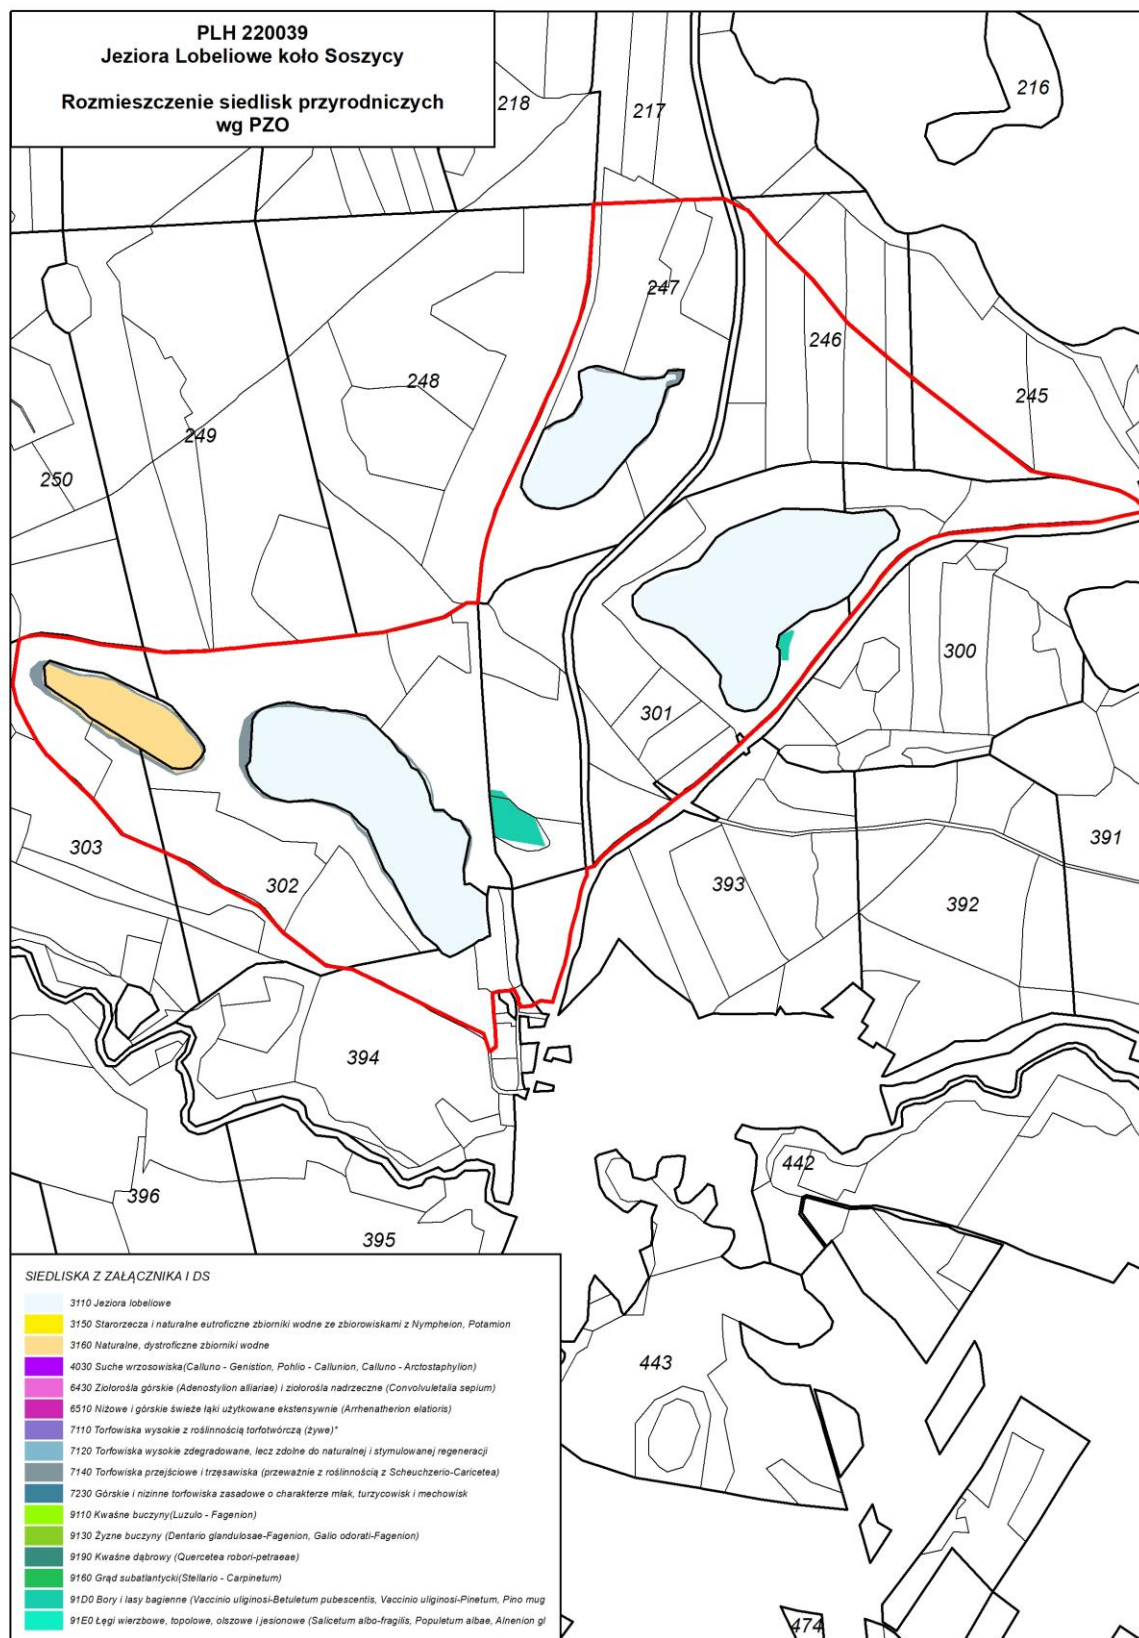 PLH 220039
Jeziora Lobeliowe koło Soszycy
Rozmieszczenie siedlisk przyrodniczych
wg PZO
218
217
216
247
246
248
245
249
250
301
300
303
302
391
393
392
394
442
396
395
443
474
SIEDLISKA Z ZAŁĄCZNIKA I DS
3110 Jeziora lobeliowe
3150 Starorzecza i naturalne eutroficzne zbiorniki wodne ze zbiorowiskami z Nympheion, Potamion
3160 Naturalne, dystroficzne zbiorniki wodne
4030 Suche wrzosowiska(Calluno - Genistion, Pohlio - Callunion, Calluno - Arctostaphylion)
6430 Ziołorośla górskie (Adenostylion alliariae) i ziołorośla nadrzeczne (Convolvuletalia sepium)
6510 Niżowe i górskie świeże łąki użytkowane ekstensywnie (Arrhenatherion elatioris)
7110 Torfowiska wysokie z roślinnością torfotwórczą (żywe)*
7120 Torfowiska wysokie zdegradowane, lecz zdolne do naturalnej i stymulowanej regeneracji
7140 Torfowiska przejściowe i trzęsawiska (przeważnie z roślinnością z Scheuchzerio-Caricetea)
7230 Górskie i nizinne torfowiska zasadowe o charakterze młak, turzycowisk i mechowisk
9110 Kwaśne buczyny(Luzulo - Fagenion)
9130 Żyzne buczyny (Dentario glandulosae-Fagenion, Galio odorati-Fagenion)
9190 Kwaśne dąbrowy (Quercetea robori-petraeae)
9160 Grąd subatlantycki(Stellario - Carpinetum)
91D0 Bory i lasy bagienne (Vaccinio uliginosi-Betuletum pubescentis, Vaccinio uliginosi-Pinetum, Pino mug
91E0 Łęgi wierzbowe, topolowe, olszowe i jesionowe (Salicetum albo-fragilis, Populetum albae, Alnenion gl